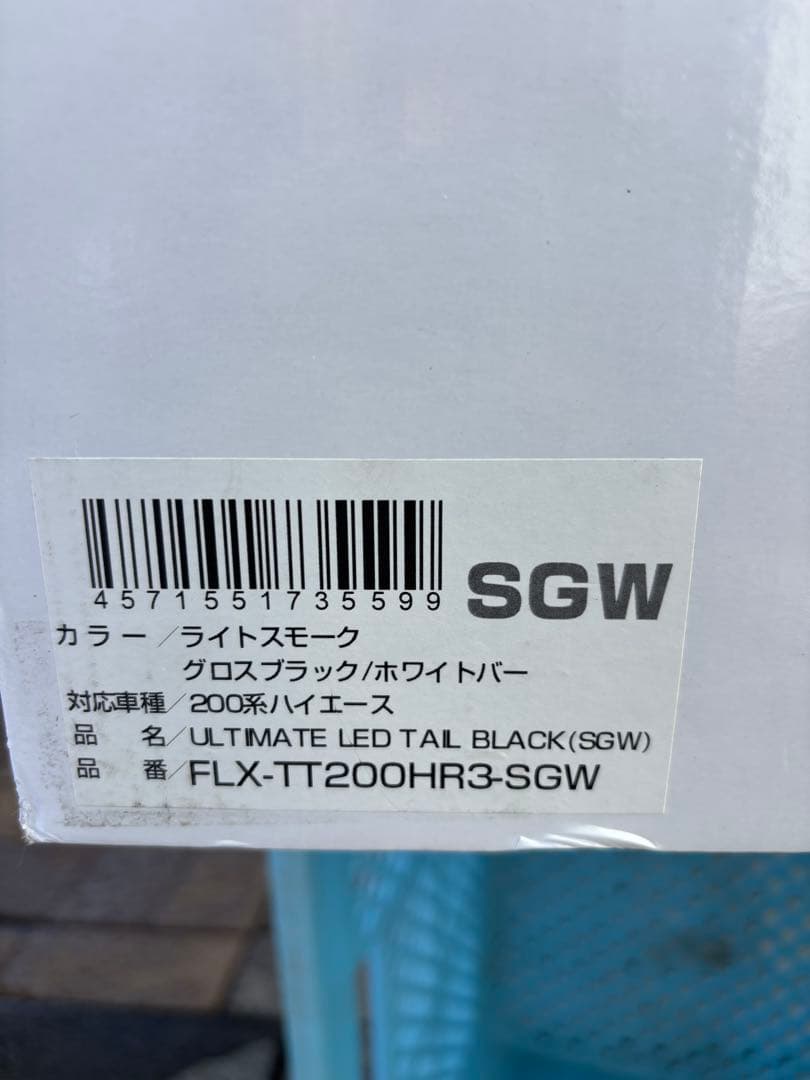 4571551735599
SGW
カラー/ライトスモーク
グロスブラック/ホワイトバー
対応車種/200系ハイエース
品 名/ULTIMATE LED TAIL BLACK(SGW)
品 番/FLX-TT200HR3-SGW